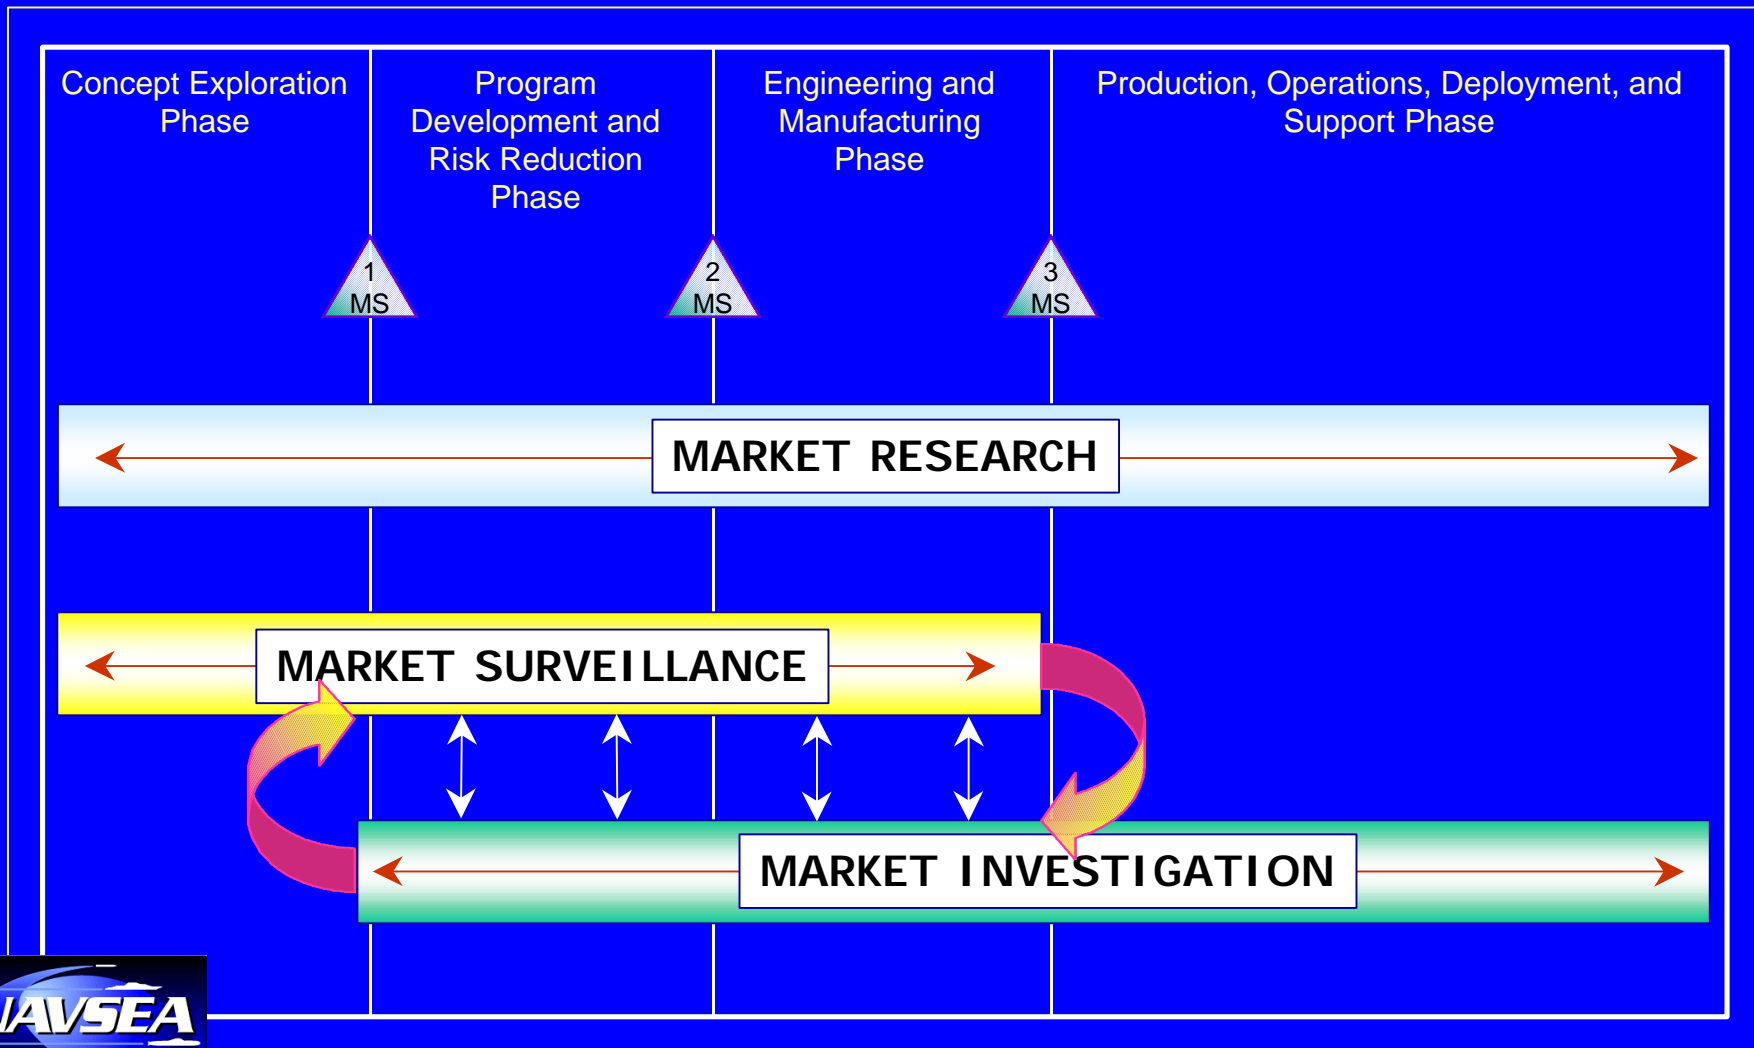 Concept Exploration
Phase
Program
Development and
Risk Reduction
Phase
Engineering and
Manufacturing
Phase
Production, Operations, Deployment, and
Support Phase
1
MS
2
MS
3
MS
MARKET RESEARCH
MARKET SURVEILLANCE
MARKET INVESTIGATION
NAVSEA